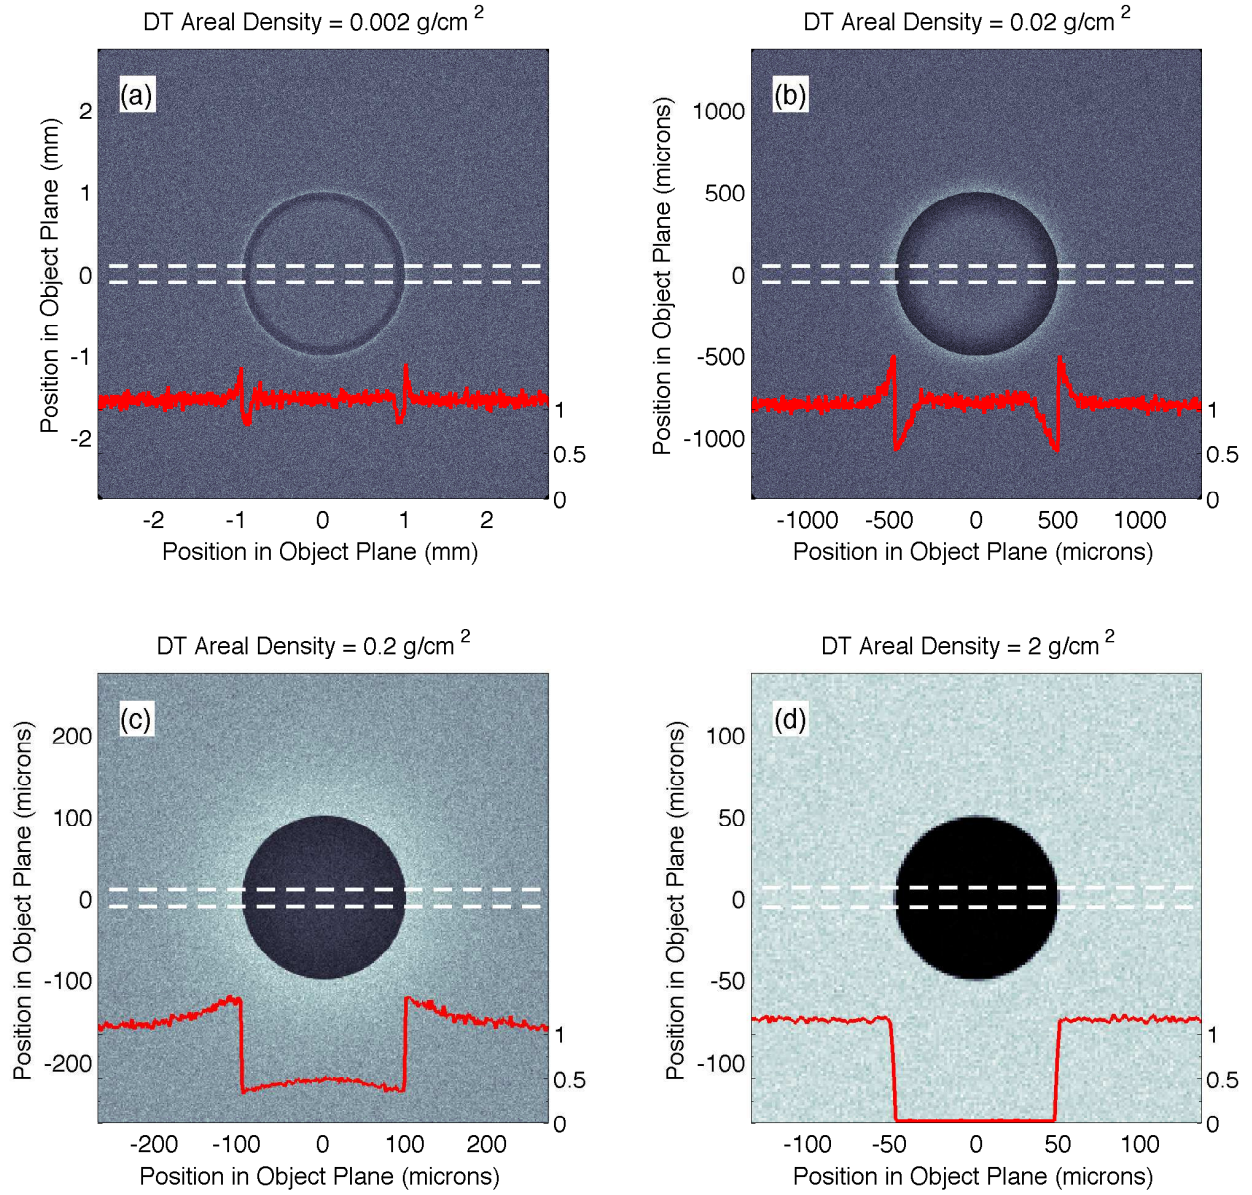 DT Areal Density = 0.002 g/cm 2
(a)
Position in Object Plane (mm)
2
1
0
-1
-2
1
0.5
0
-2 -1 0 1 2
Position in Object Plane (mm)
DT Areal Density = 0.02 g/cm 2
(b)
Position in Object Plane (microns)
1000
500
0
-500
-1000
1
0.5
0
-1000 -500 0 500 1000
Position in Object Plane (microns)
DT Areal Density = 0.2 g/cm 2
(c)
Position in Object Plane (microns)
200
100
0
-100
-200
1
0.5
0
-200 -100 0 100 200
Position in Object Plane (microns)
DT Areal Density = 2 g/cm 2
(d)
Position in Object Plane (microns)
100
50
0
-50
-100
1
0.5
0
-100 -50 0 50 100
Position in Object Plane (microns)